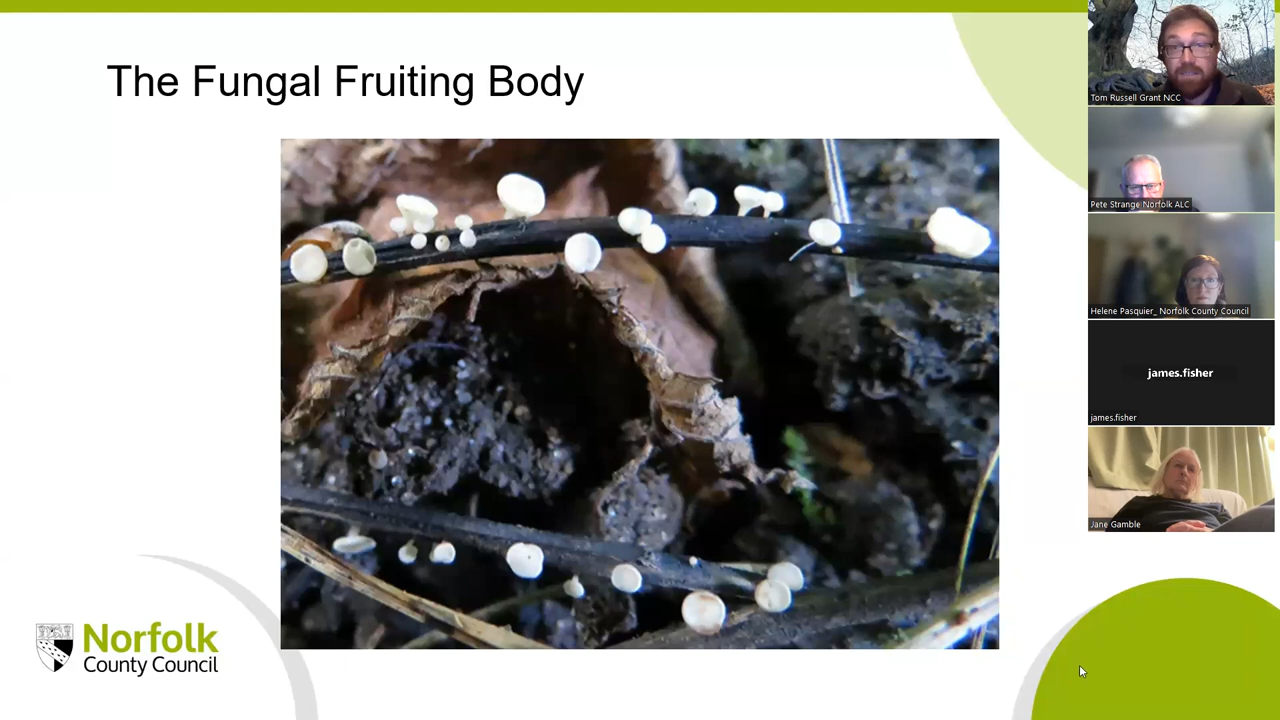 The Fungal Fruiting Body
Tom Russell Grant NCC
Pete Strange Norfolk ALC
Helene Pasquier_ Norfolk County Council
james.fisher
james.fisher
Jane Gamble
Norfolk
County Council